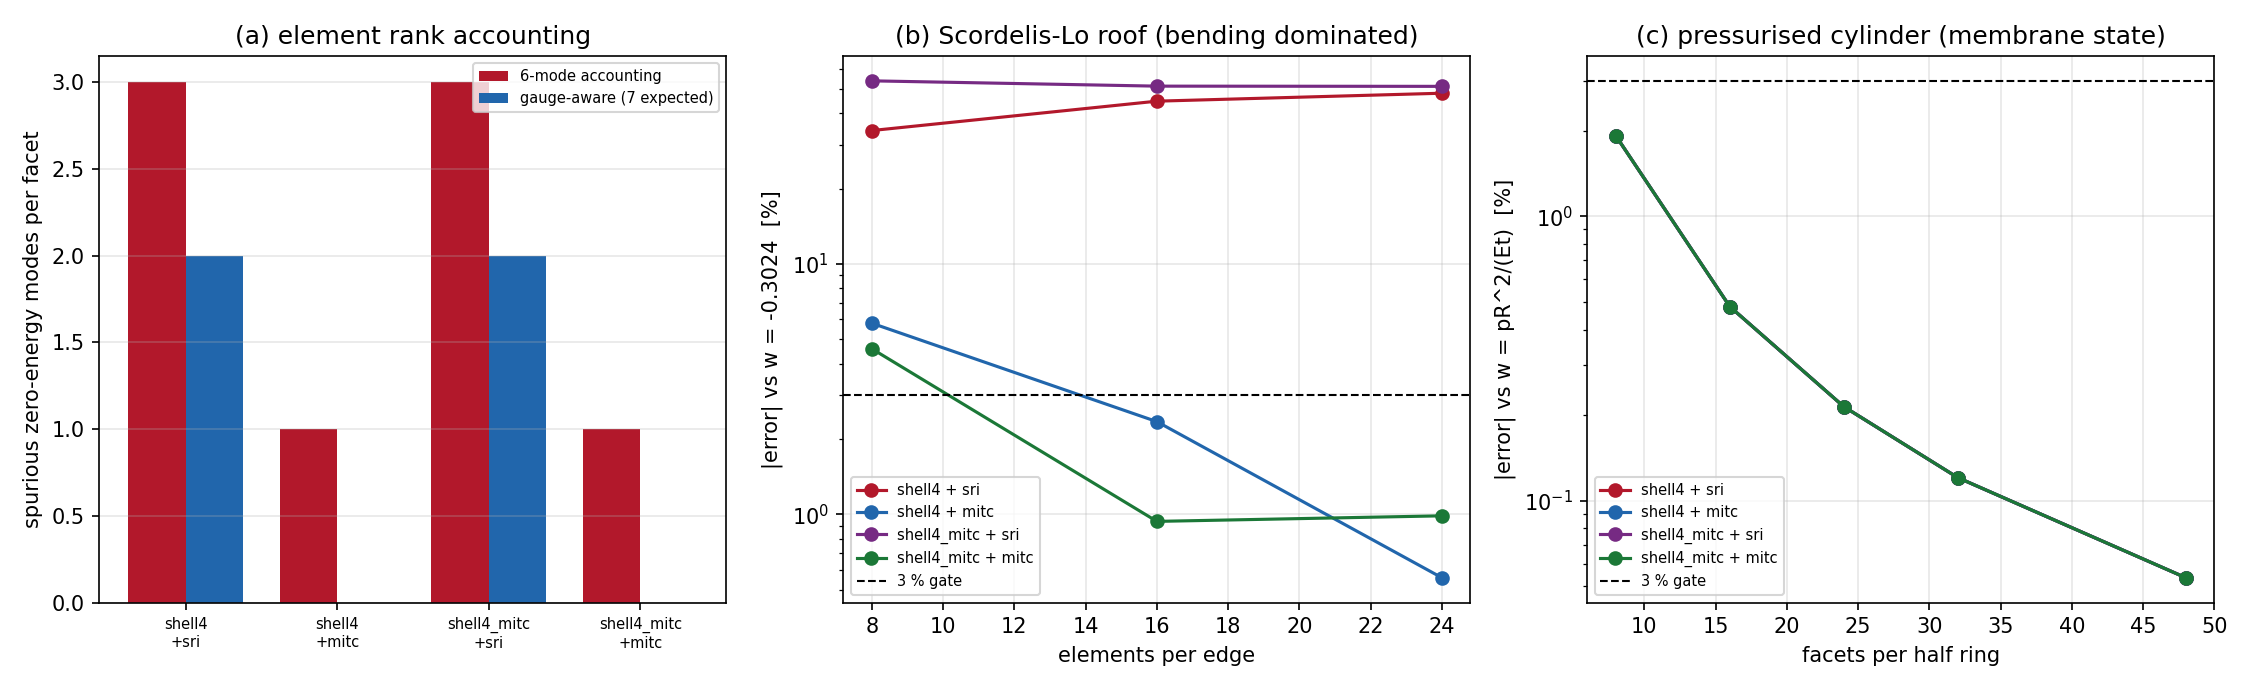 (a) element rank accounting
spurious zero-energy modes per facet
3.0
2.5
2.0
1.5
1.0
0.5
0.0
6-mode accounting
gauge-aware (7 expected)
shell4
+sri
shell4
+mitc
shell4_mitc
+sri
shell4_mitc
+mitc
(b) Scordelis-Lo roof (bending dominated)
|error| vs w = -0.3024 [%]
10^1
10^0
shell4 + sri
shell4 + mitc
shell4_mitc + sri
shell4_mitc + mitc
3 % gate
8 10 12 14 16 18 20 22 24
elements per edge
(c) pressurised cylinder (membrane state)
|error| vs w = pR^2/(Et) [%]
10^0
10^-1
shell4 + sri
shell4 + mitc
shell4_mitc + sri
shell4_mitc + mitc
3 % gate
10 15 20 25 30 35 40 45 50
facets per half ring